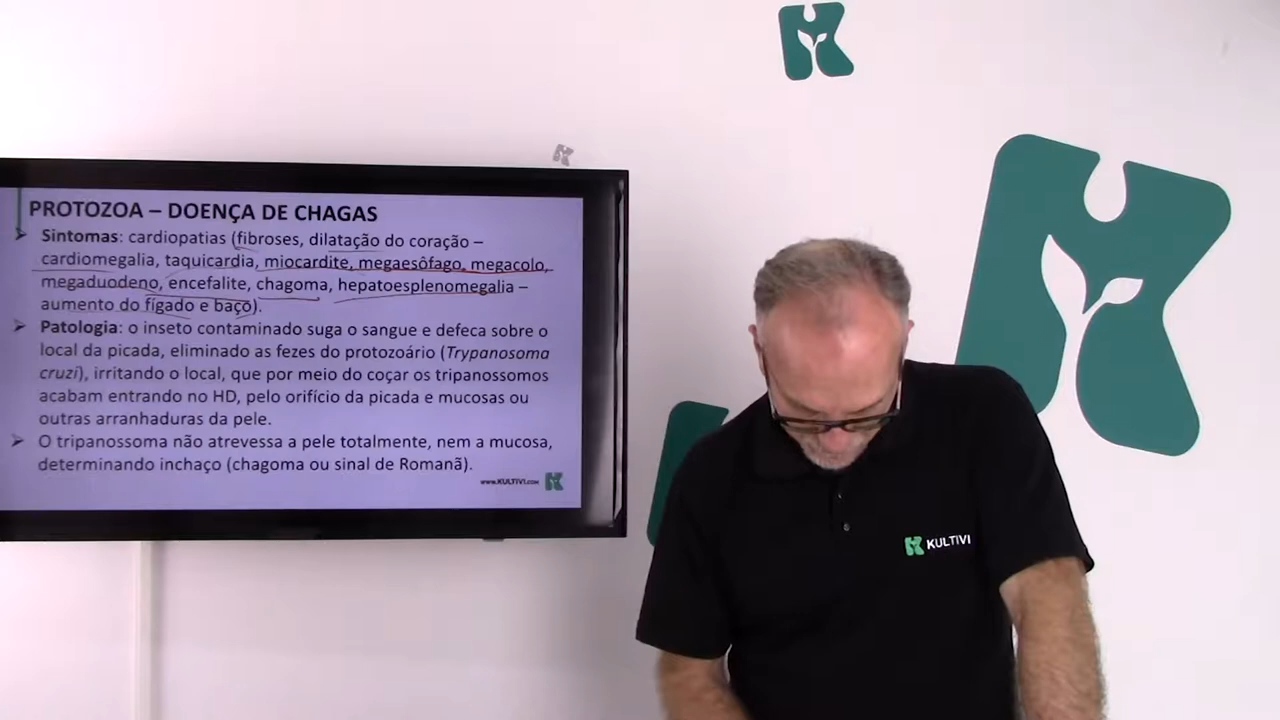 PROTOZOA – DOENÇA DE CHAGAS
➤ Sintomas: cardiopatias (fibroses, dilatação do coração –
cardiomegalia, taquicardia, miocardite, megaesôfago, megacolo,
megaduodeno, encefalite, chagoma, hepatoesplenomegalia –
aumento do fígado e baço).
➤ Patologia: o inseto contaminado suga o sangue e defeca sobre o
local da picada, eliminado as fezes do protozoário (Trypanosoma
cruzi), irritando o local, que por meio do coçar os tripanossomos
acabam entrando no HD, pelo orifício da picada e mucosas ou
outras arranhaduras da pele.
➤ O tripanossoma não atrevessa a pele totalmente, nem a mucosa,
determinando inchaço (chagoma ou sinal de Romanã).
www.KULTIVI.COM
KULTIVI